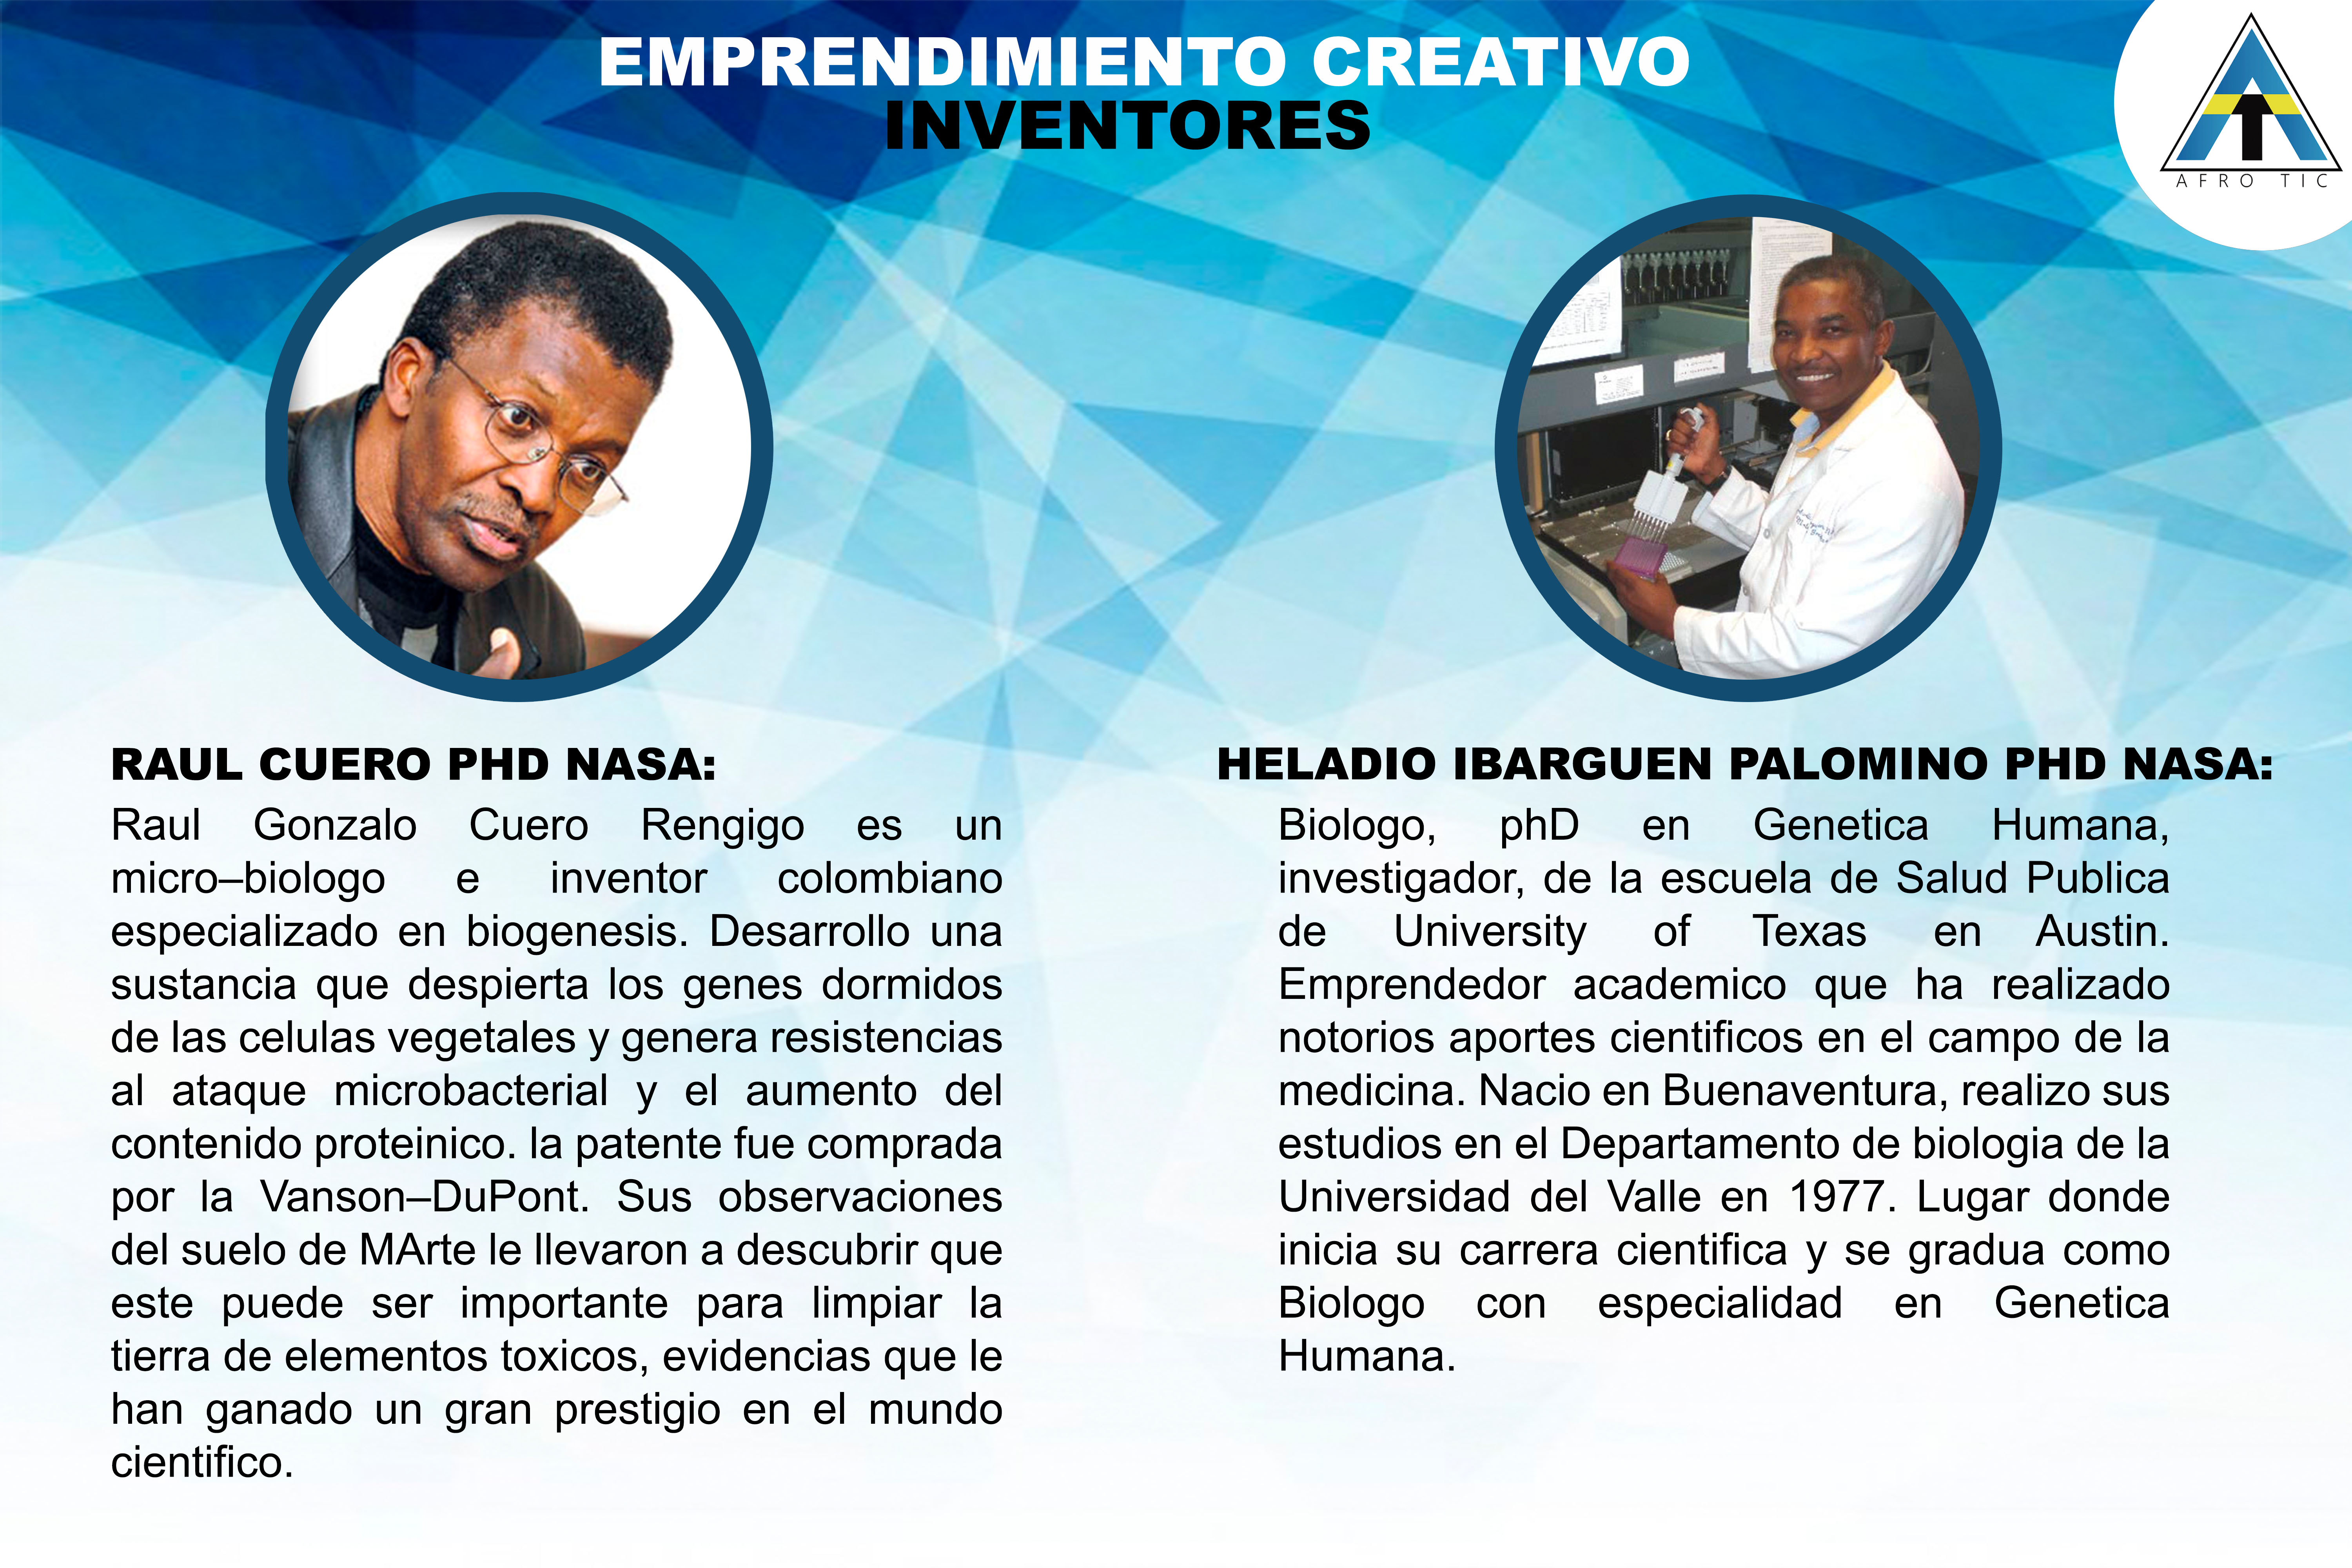 EMPRENDIMIENTO CREATIVO
INVENTORES
AFRO TIC
RAUL CUERO PHD NASA:
Raul Gonzalo Cuero Rengigo es un
micro–biologo e inventor colombiano
especializado en biogenesis. Desarrollo una
sustancia que despierta los genes dormidos
de las celulas vegetales y genera resistencias
al ataque microbacterial y el aumento del
contenido proteinico. la patente fue comprada
por la Vanson–DuPont. Sus observaciones
del suelo de MArte le llevaron a descubrir que
este puede ser importante para limpiar la
tierra de elementos toxicos, evidencias que le
han ganado un gran prestigio en el mundo
cientifico.
HELADIO IBARGUEN PALOMINO PHD NASA:
Biologo, phD en Genetica Humana,
investigador, de la escuela de Salud Publica
de University of Texas en Austin.
Emprendedor academico que ha realizado
notorios aportes cientificos en el campo de la
medicina. Nacio en Buenaventura, realizo sus
estudios en el Departamento de biologia de la
Universidad del Valle en 1977. Lugar donde
inicia su carrera cientifica y se gradua como
Biologo con especialidad en Genetica
Humana.